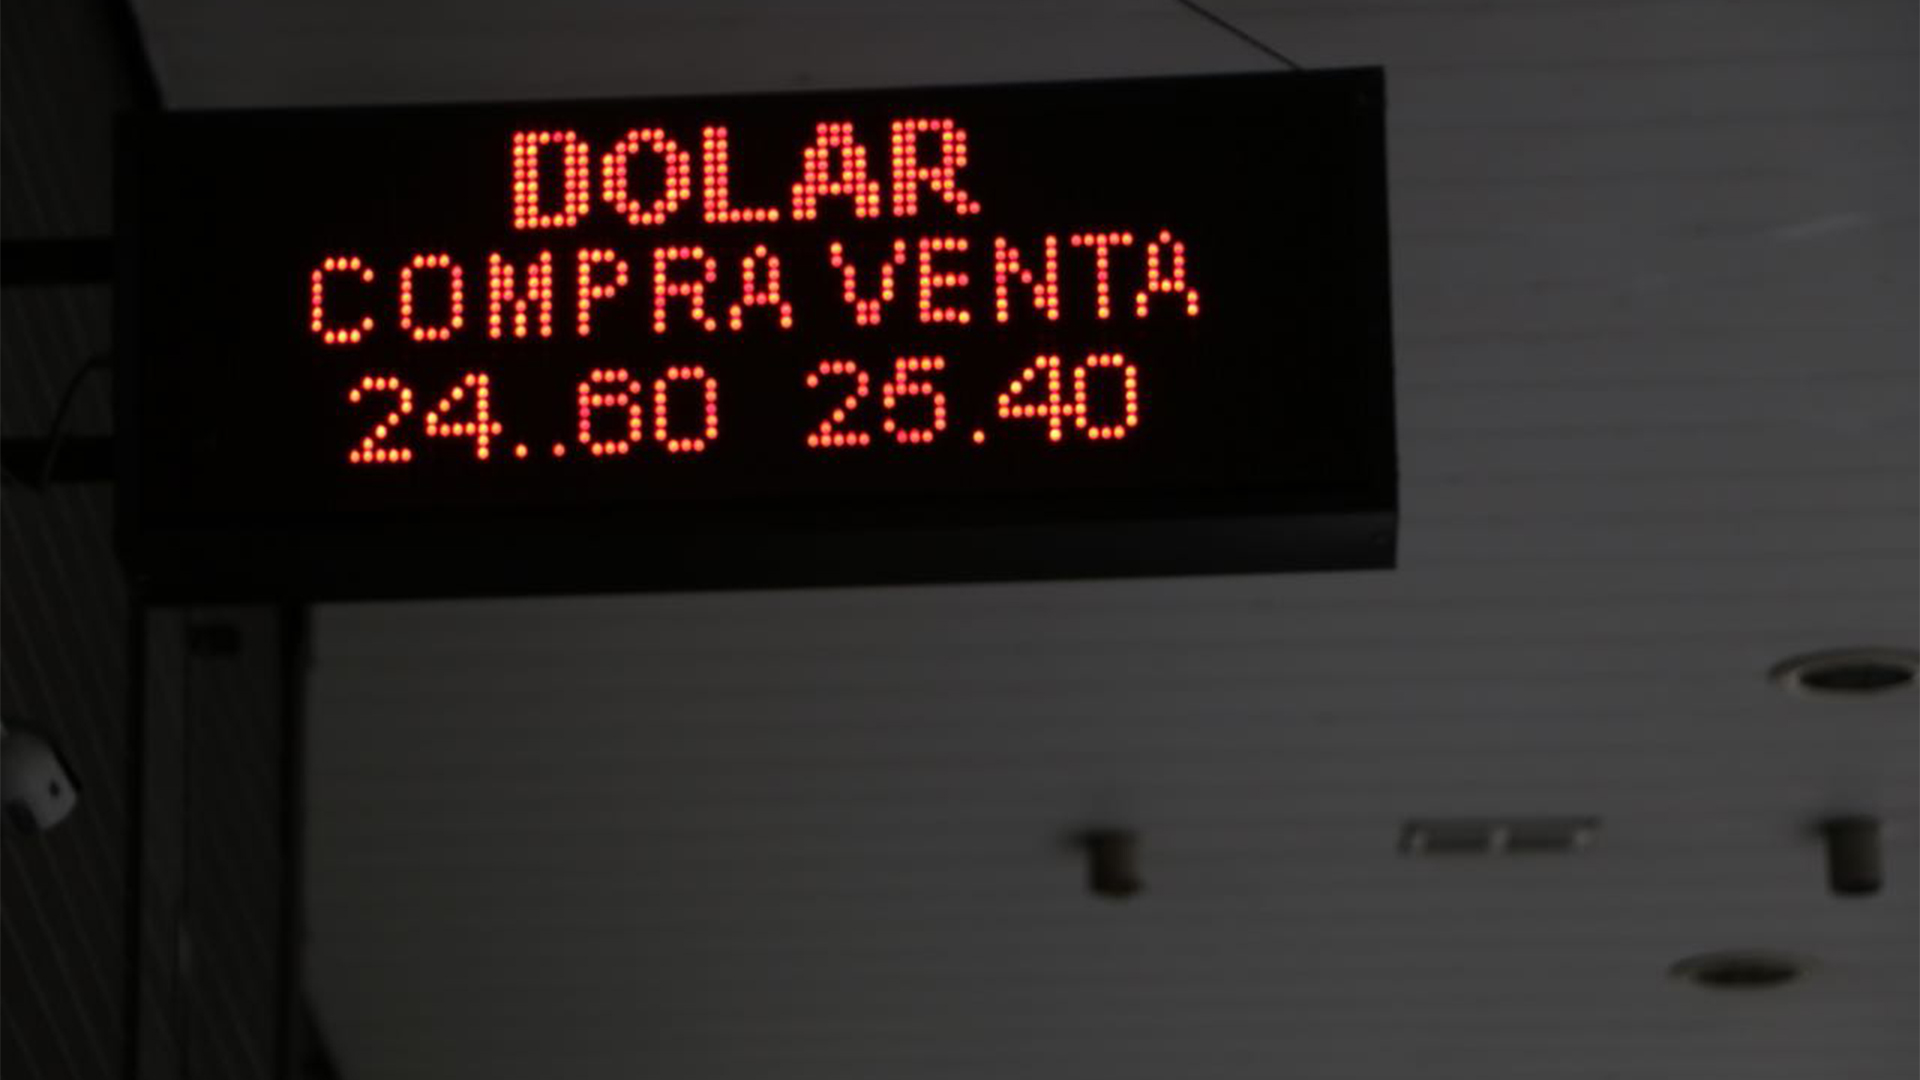 DOLAR
COMPRA VENTA
24..60 25.40